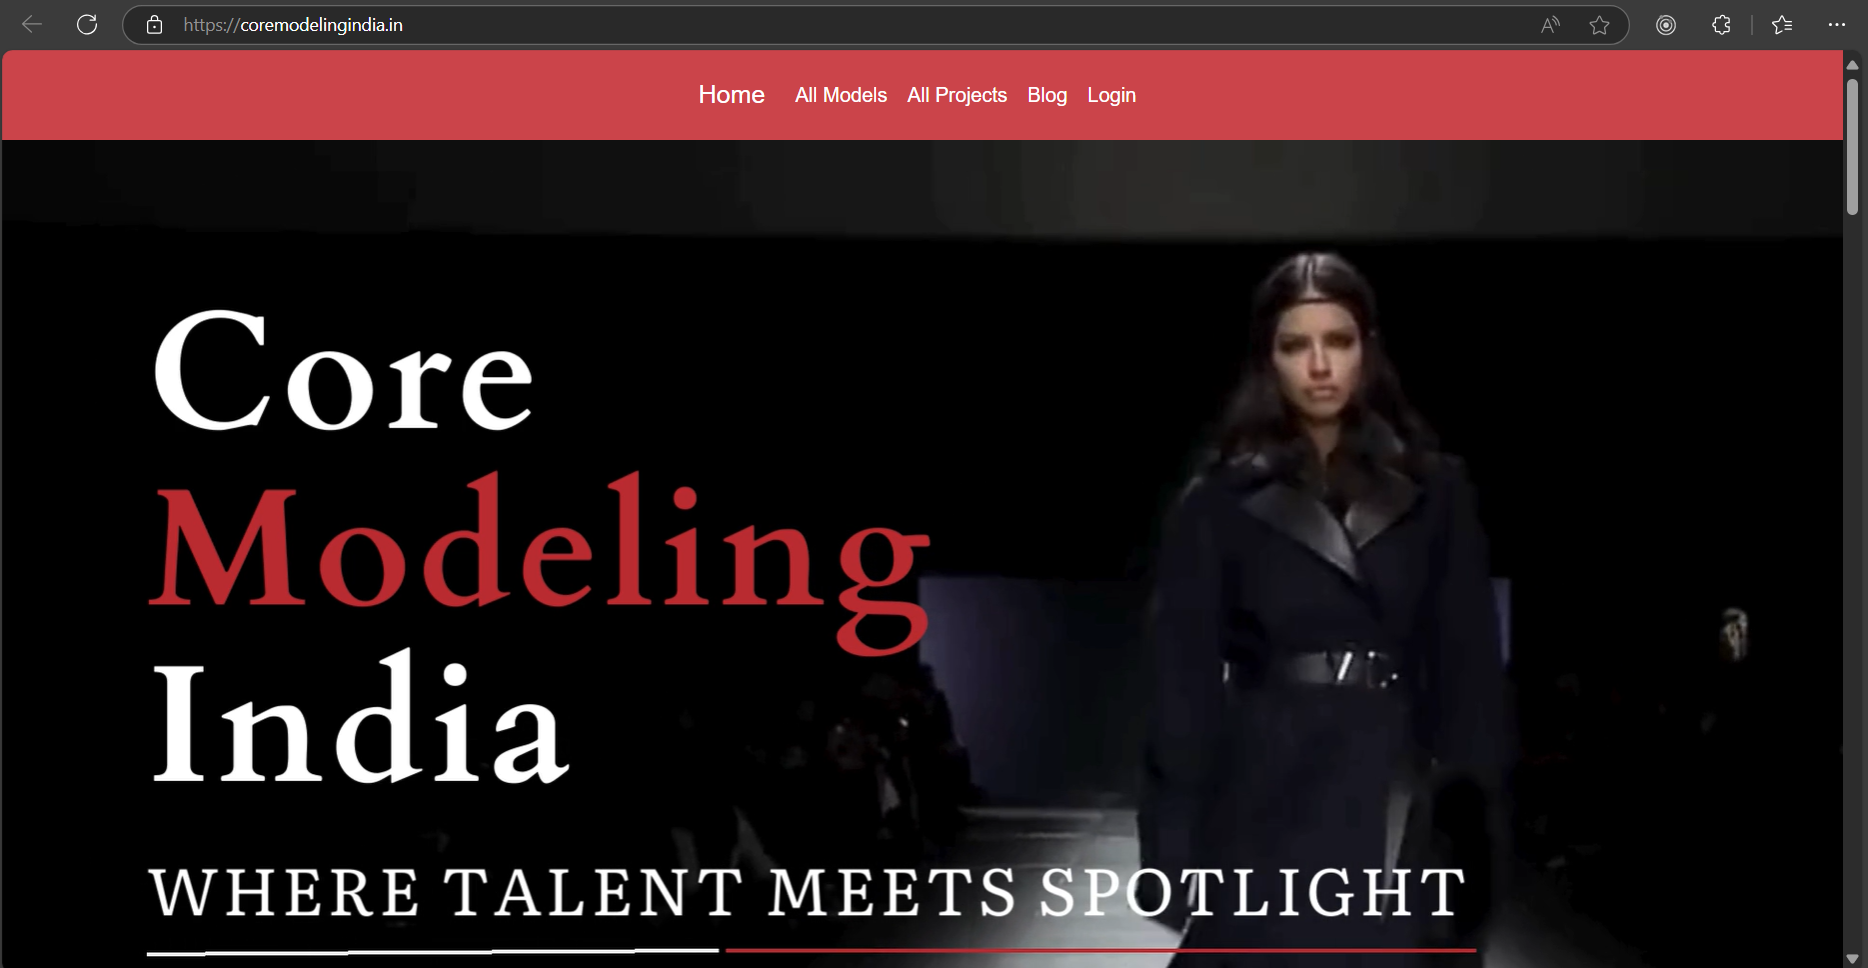 https://coremodelingindia.in
Home All Models All Projects Blog Login
Core
Modeling
India
WHERE TALENT MEETS SPOTLIGHT